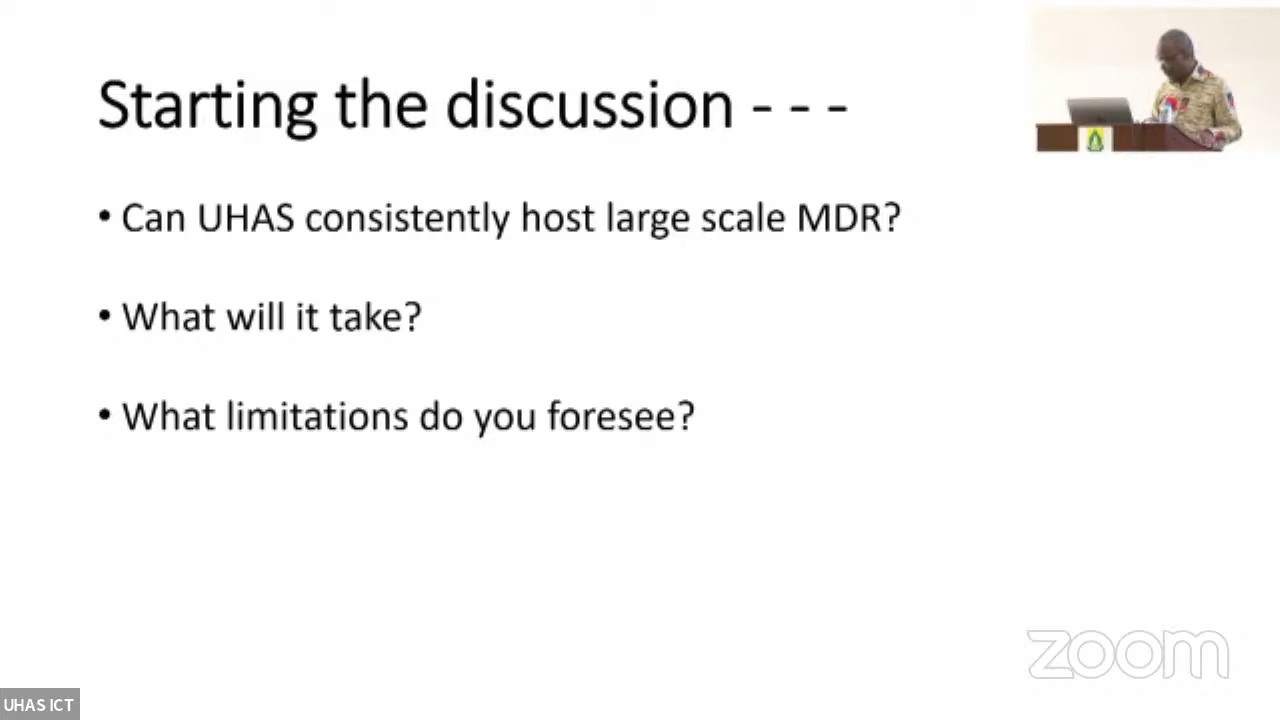 Starting the discussion - - -
• Can UHAS consistently host large scale MDR?
• What will it take?
• What limitations do you foresee?
zoom
UHAS ICT